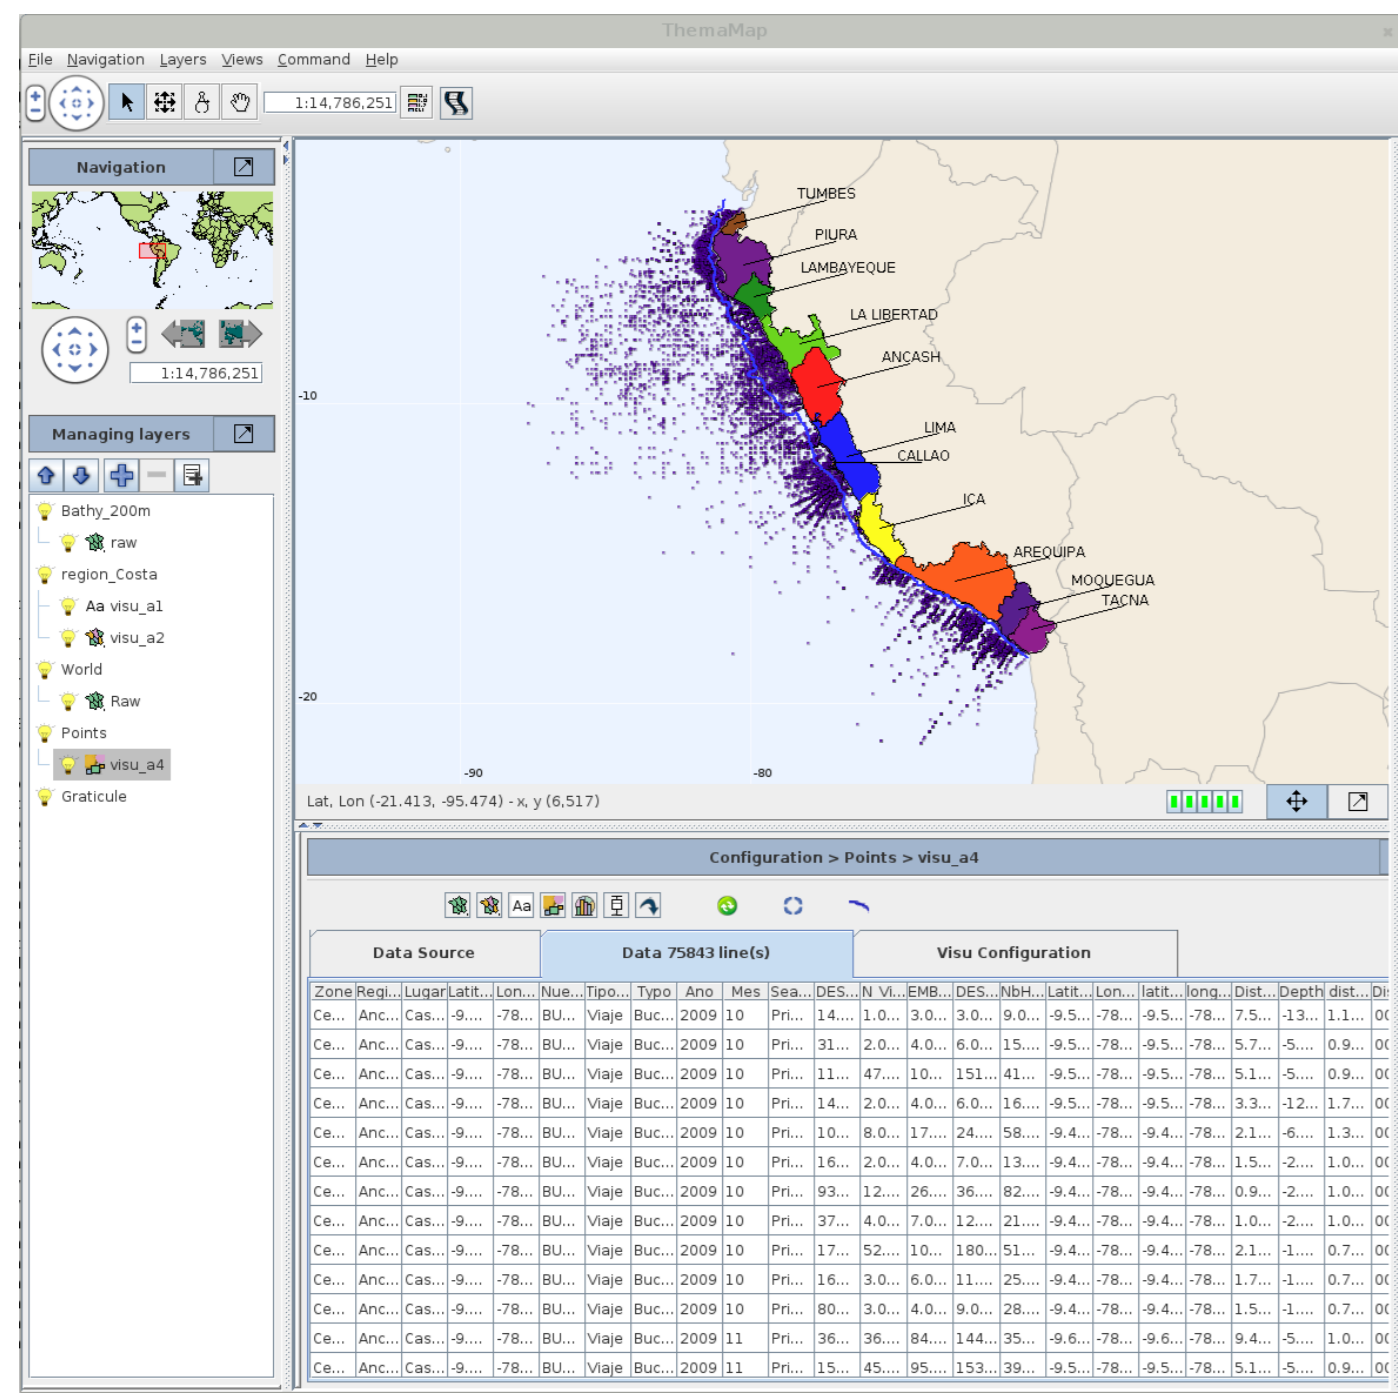 ThemaMap
File Navigation Layers Views Command Help
1:14,786,251
Navigation
1:14,786,251
Managing layers
Bathy_200m
raw
region_Costa
Aa visu_a1
visu_a2
World
Raw
Points
visu_a4
Graticule
TUMBES
PIURA
LAMBAYEQUE
LA LIBERTAD
ANCASH
-10
LIMA
CALLAO
ICA
AREQUIPA
MOQUEGUA
TACNA
-20
-90 -80
Lat, Lon (-21.413, -95.474) - x, y (6,517)
Configuration > Points > visu_a4
Aa
Data Source Data 75843 line(s) Visu Configuration
Zone Regi... Lugar Latit... Lon... Nue... Tipo... Typo Ano Mes Sea... DES... N Vi... EMB... DES... NbH... Latit... Lon... latit... long... Dist... Depth dist... Di
Ce... Anc... Cas... -9.... -78... BU... Viaje Buc... 2009 10 Pri... 14.... 1.0... 3.0... 3.0... 9.0... -9.5... -78... -9.5... -78... 7.5... -13... 1.1... 00
Ce... Anc... Cas... -9.... -78... BU... Viaje Buc... 2009 10 Pri... 31... 2.0... 4.0... 6.0... 15.... -9.5... -78... -9.5... -78... 5.7... -5.... 0.9... 00
Ce... Anc... Cas... -9.... -78... BU... Viaje Buc... 2009 10 Pri... 11... 47.... 10... 151... 41... -9.5... -78... -9.5... -78... 5.1... -5.... 0.9... 00
Ce... Anc... Cas... -9.... -78... BU... Viaje Buc... 2009 10 Pri... 14... 2.0... 4.0... 6.0... 16.... -9.5... -78... -9.5... -78... 3.3... -12... 1.7... 00
Ce... Anc... Cas... -9.... -78... BU... Viaje Buc... 2009 10 Pri... 10... 8.0... 17.... 24.... 58.... -9.4... -78... -9.4... -78... 2.1... -6.... 1.3... 00
Ce... Anc... Cas... -9.... -78... BU... Viaje Buc... 2009 10 Pri... 16... 2.0... 4.0... 7.0... 13.... -9.4... -78... -9.4... -78... 1.5... -2.... 1.0... 00
Ce... Anc... Cas... -9.... -78... BU... Viaje Buc... 2009 10 Pri... 93... 12.... 26.... 36.... 82.... -9.4... -78... -9.4... -78... 0.9... -2.... 1.0... 00
Ce... Anc... Cas... -9.... -78... BU... Viaje Buc... 2009 10 Pri... 37... 4.0... 7.0... 12.... 21.... -9.4... -78... -9.4... -78... 1.0... -2.... 1.0... 00
Ce... Anc... Cas... -9.... -78... BU... Viaje Buc... 2009 10 Pri... 17... 52.... 10... 180... 51... -9.4... -78... -9.4... -78... 2.1... -1.... 0.7... 00
Ce... Anc... Cas... -9.... -78... BU... Viaje Buc... 2009 10 Pri... 16... 3.0... 6.0... 11.... 25.... -9.4... -78... -9.4... -78... 1.7... -1.... 0.7... 00
Ce... Anc... Cas... -9.... -78... BU... Viaje Buc... 2009 10 Pri... 80... 3.0... 4.0... 9.0... 28.... -9.4... -78... -9.4... -78... 1.5... -1.... 0.7... 00
Ce... Anc... Cas... -9.... -78... BU... Viaje Buc... 2009 11 Pri... 36... 36.... 84.... 144... 35... -9.6... -78... -9.6... -78... 9.4... -5.... 1.0... 00
Ce... Anc... Cas... -9.... -78... BU... Viaje Buc... 2009 11 Pri... 15... 45.... 95.... 153... 39... -9.5... -78... -9.5... -78... 5.1... -5.... 0.9... 00